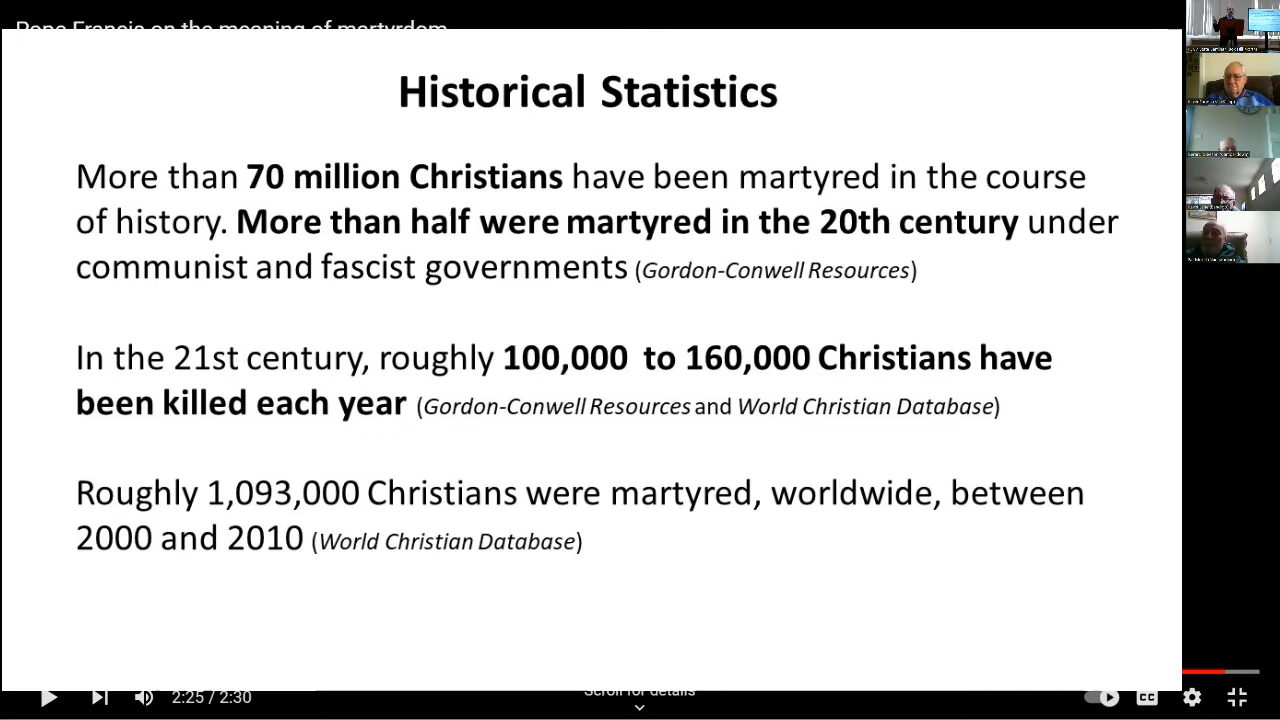 Pope Francis on the meaning of martyrdom
Historical Statistics
More than 70 million Christians have been martyred in the course
of history. More than half were martyred in the 20th century under
communist and fascist governments (Gordon-Conwell Resources)
In the 21st century, roughly 100,000 to 160,000 Christians have
been killed each year (Gordon-Conwell Resources and World Christian Database)
Roughly 1,093,000 Christians were martyred, worldwide, between
2000 and 2010 (World Christian Database)
2:25 / 2:30
Scroll for details
CC